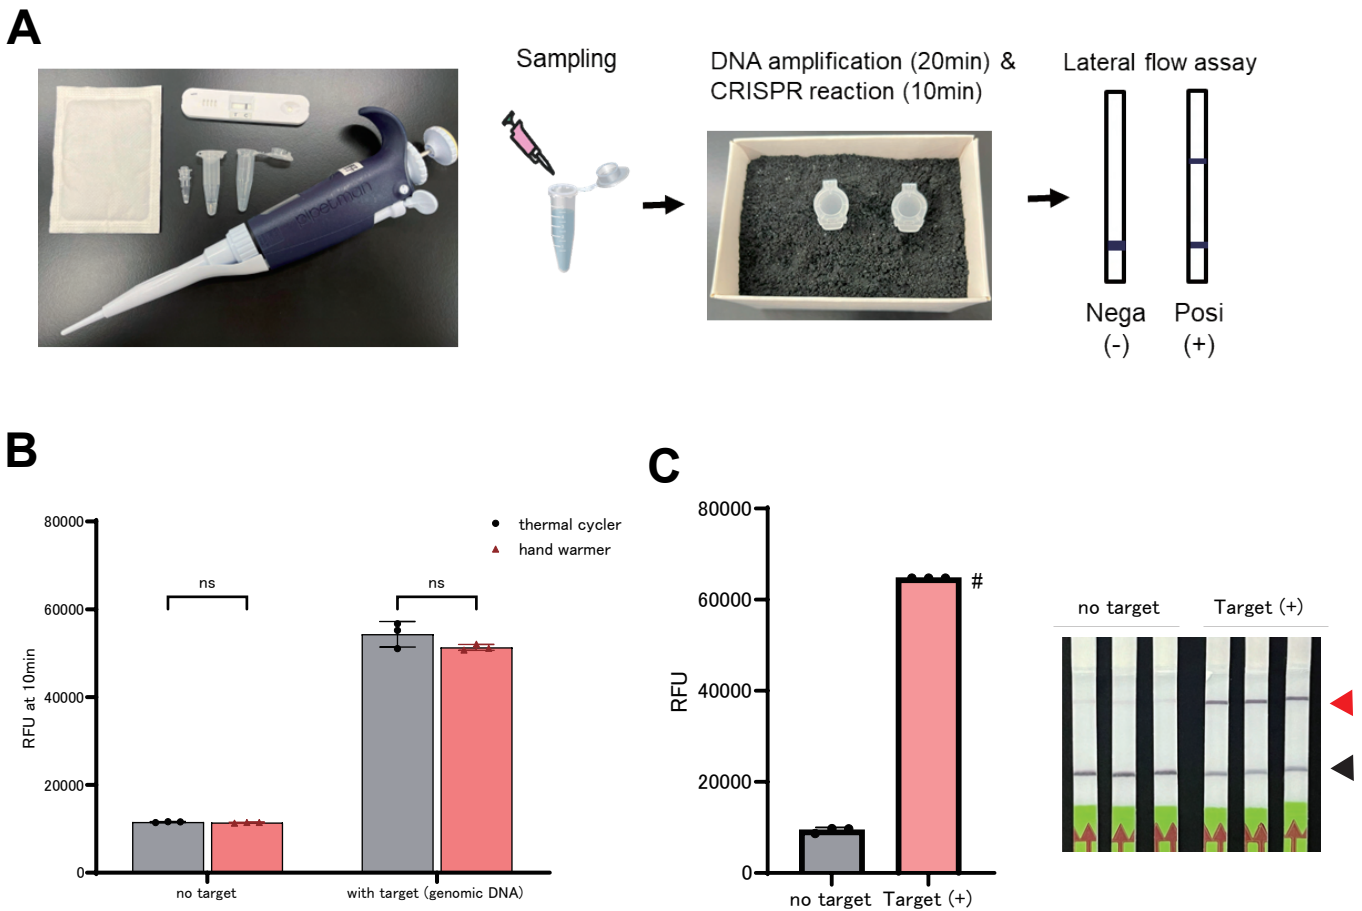 A
Sampling
DNA amplification (20min) &
CRISPR reaction (10min)
Lateral flow assay
pipetman
Nega
(-)
Posi
(+)
B
RFU at 10min
80000
60000
40000
20000
0
ns
ns
thermal cycler
hand warmer
no target
with target (genomic DNA)
C
RFU
80000
60000
40000
20000
0
#
no target
Target (+)
no target
Target (+)